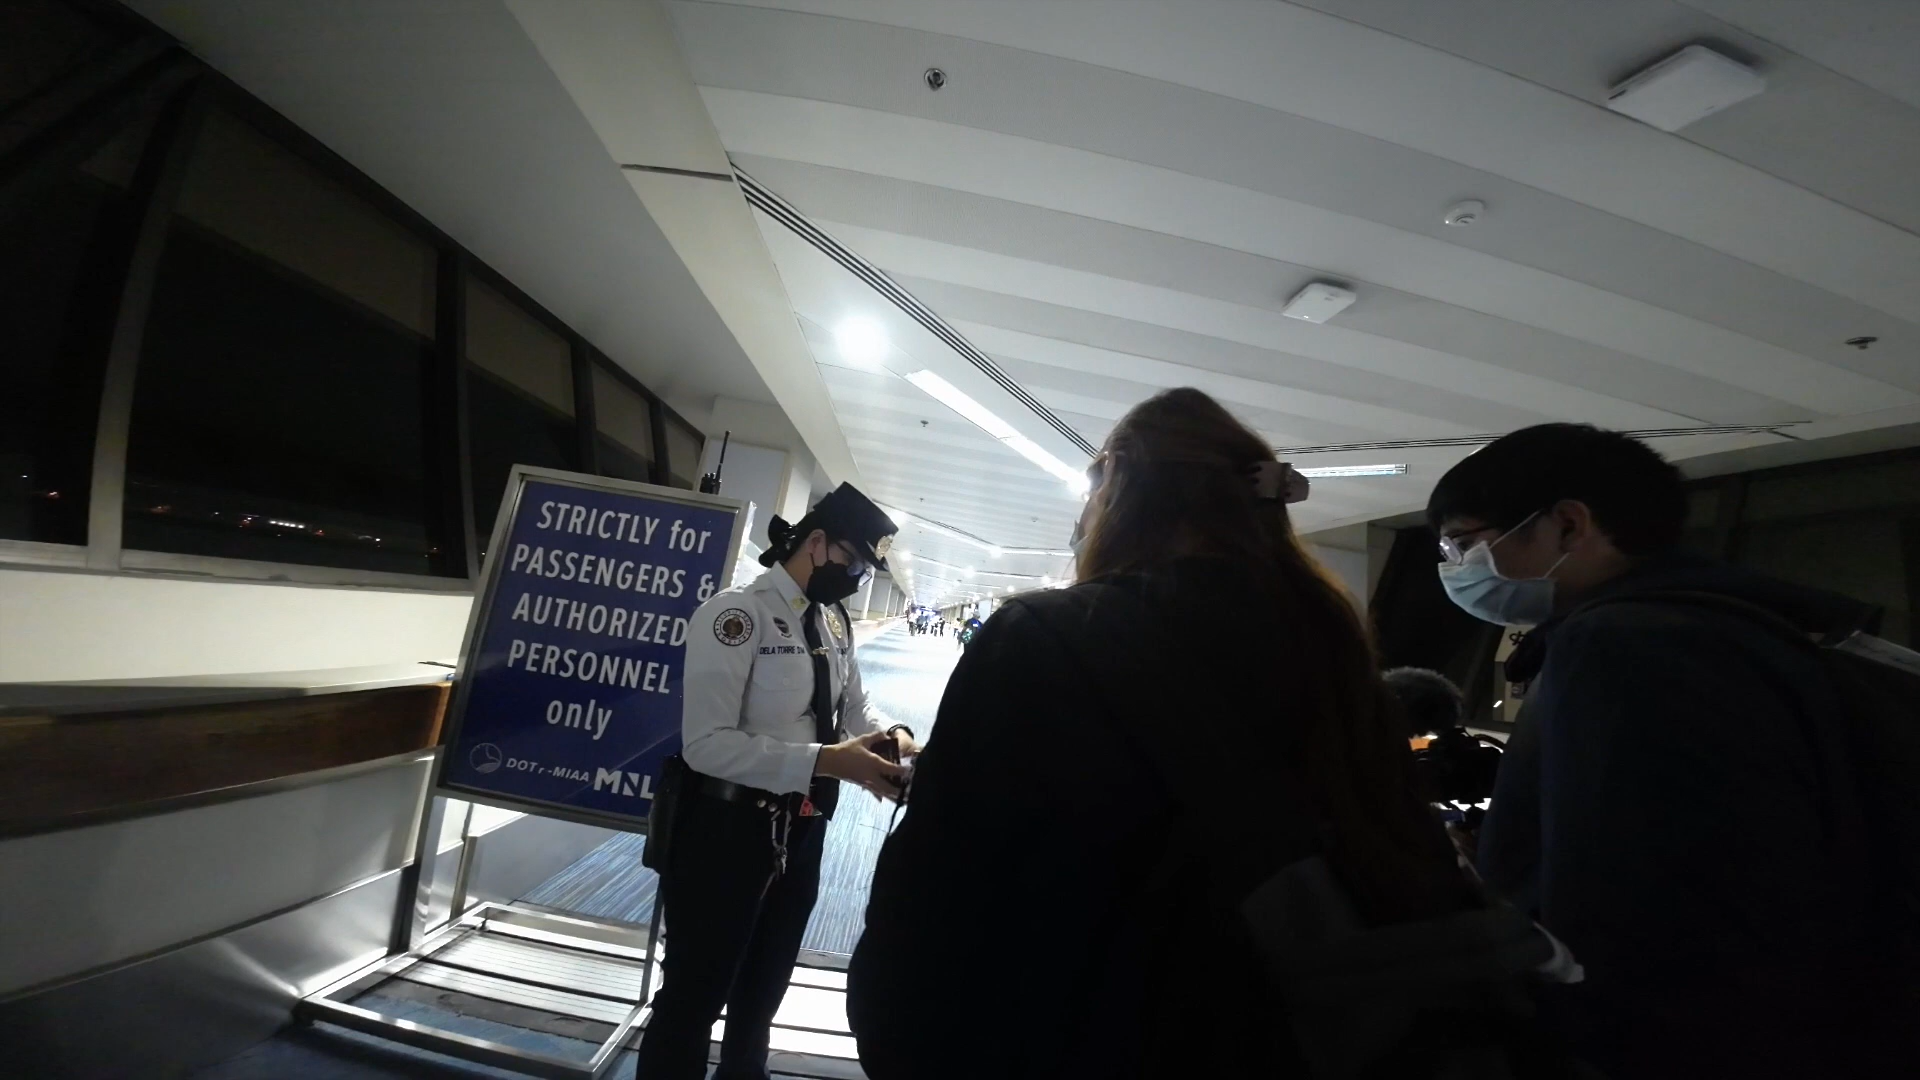 STRICTLY for
PASSENGERS &
AUTHORIZED
PERSONNEL
only
DOTr-MIAA MNL
DELA TORRE